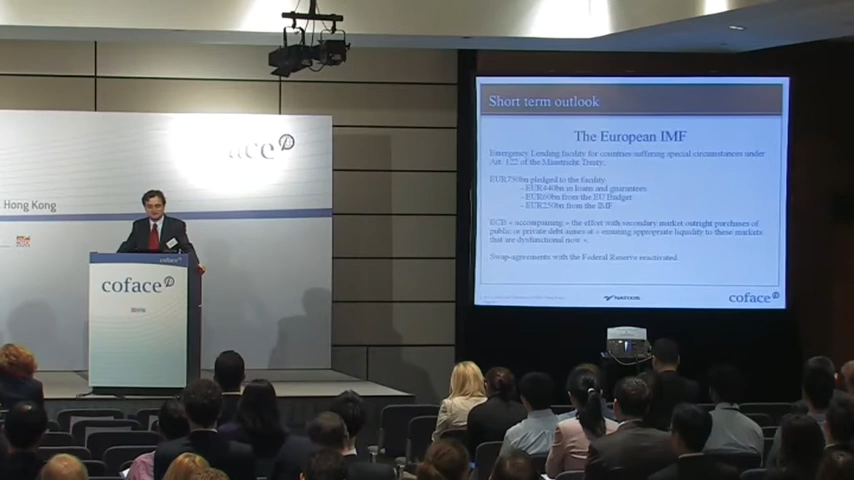 Short term outlook
The European IMF
Emergency Lending facility for countries suffering special circumstances under
Art. 122 of the Maastricht Treaty.
EUR750bn pledged to the facility:
– EUR440bn in loans and guarantees
– EUR60bn from the EU Budget
– EUR250bn from the IMF
ECB « accompanying » the effort with secondary market outright purchases of
public or private debt aimes at « ensuring appropriate liquidity to these markets
that are dysfunctional now ».
Swap-agreements with the Federal Reserve reactivated.
NATIXIS
coface
ace
Hong Kong
coface
coface